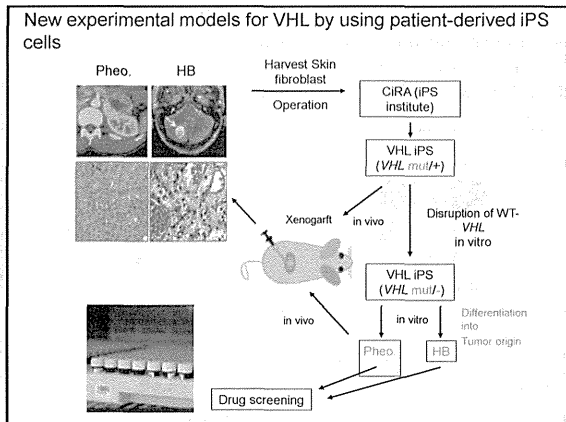 New experimental models for VHL by using patient-derived iPS
cells
Pheo.
HB
Harvest Skin
fibroblast
Operation
CiRA (iPS
institute)
VHL iPS
(VHL mut/+)
Xenogarft
in vivo
Disruption of WT-
VHL
in vitro
VHL iPS
(VHL mut/-)
in vivo
in vitro
Differentiation
into
Tumor origin
Pheo.
HB
Drug screening